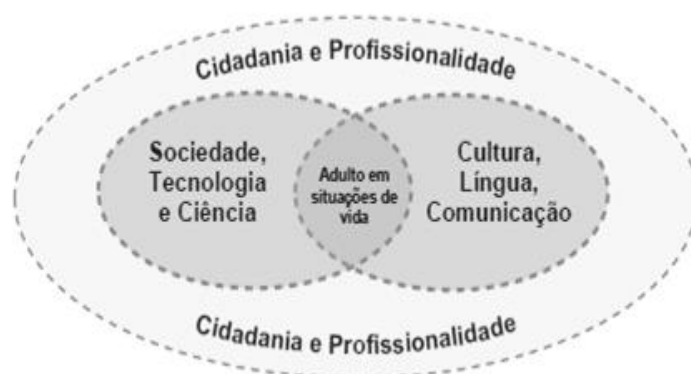 Cidadania e Profissionalidade
Sociedade,
Tecnologia
e Ciência
Adulto em
situações de
vida
Cultura,
Língua,
Comunicação
Cidadania e Profissionalidade